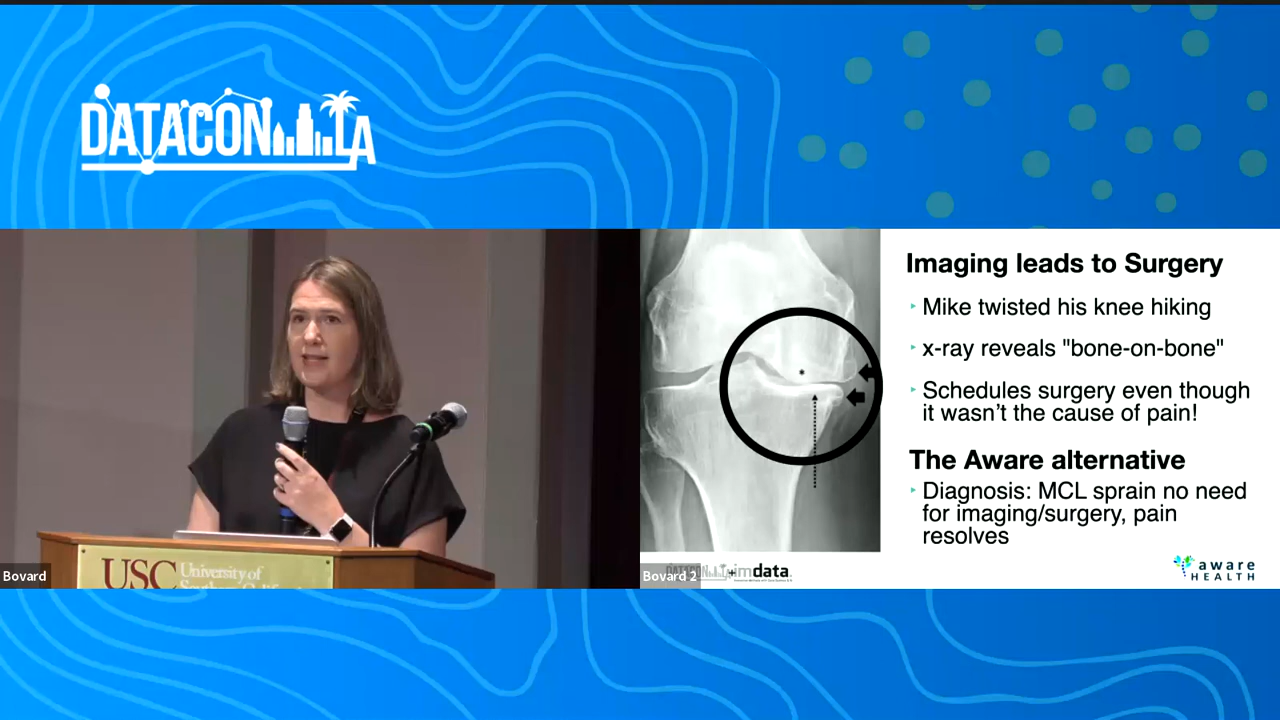 DATACON LA
Imaging leads to Surgery
Mike twisted his knee hiking
x-ray reveals "bone-on-bone"
Schedules surgery even though
it wasn't the cause of pain!
The Aware alternative
Diagnosis: MCL sprain no need
for imaging/surgery, pain
resolves
USC University of
Bovard
Bovard 2
imdata.
aware
HEALTH